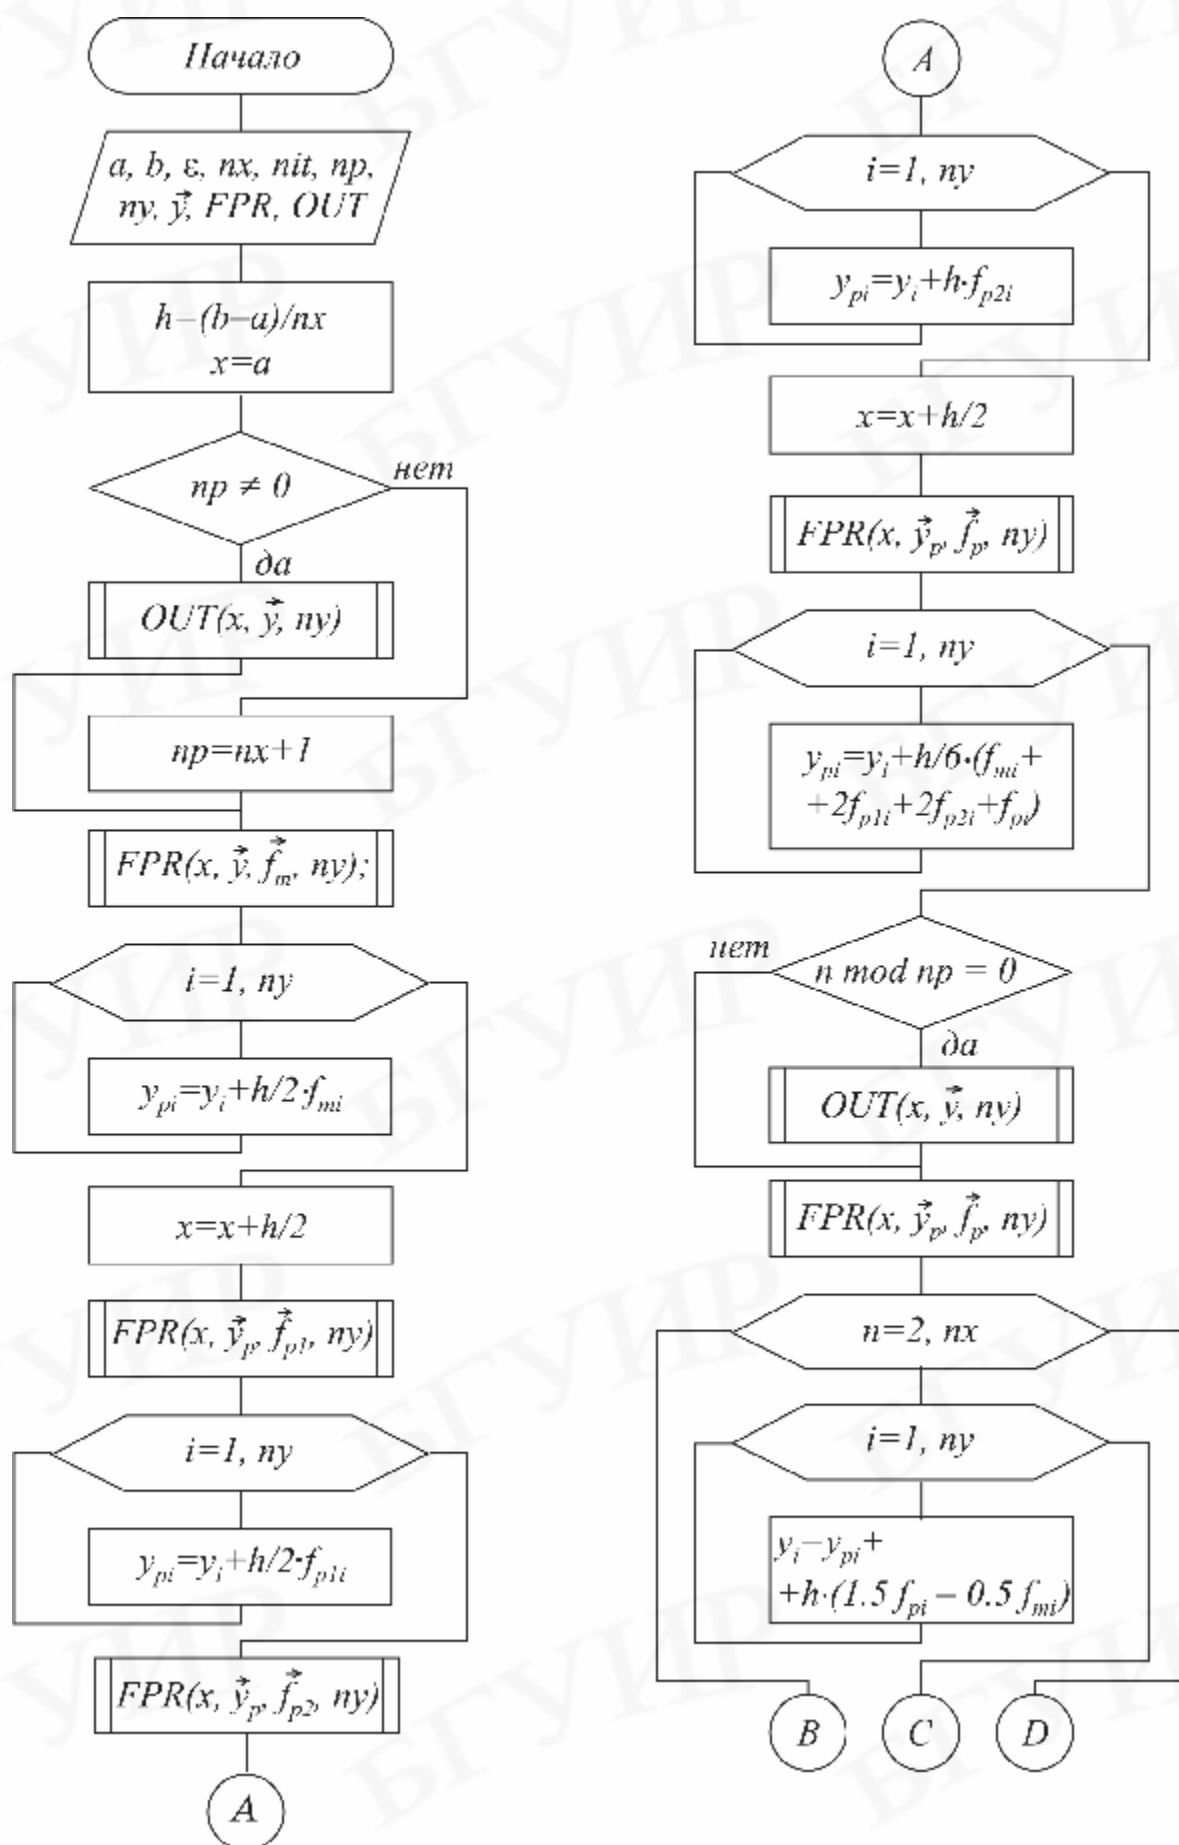 Начало
a, b, ε, nx, nit, np,
ny, y⃗, FPR, OUT
h=(b−a)/nx
x=a
np ≠ 0
нет
да
OUT(x, y⃗, ny)
np=nx+1
FPR(x, y⃗, f⃗m, ny);
i=1, ny
ypi=yi+h/2·fmi
x=x+h/2
FPR(x, y⃗p, f⃗p1, ny)
i=1, ny
ypi=yi+h/2·fp1i
FPR(x, y⃗p, f⃗p2, ny)
A
A
i=1, ny
ypi=yi+h·fp2i
x=x+h/2
FPR(x, y⃗p, f⃗p, ny)
i=1, ny
ypi=yi+h/6·(fmi+
+2fp1i+2fp2i+fpi)
нет
n mod np = 0
да
OUT(x, y⃗, ny)
FPR(x, y⃗p, f⃗p, ny)
n=2, nx
i=1, ny
yi=ypi+
+h·(1.5 fpi − 0.5 fmi)
B
C
D
БГУИР